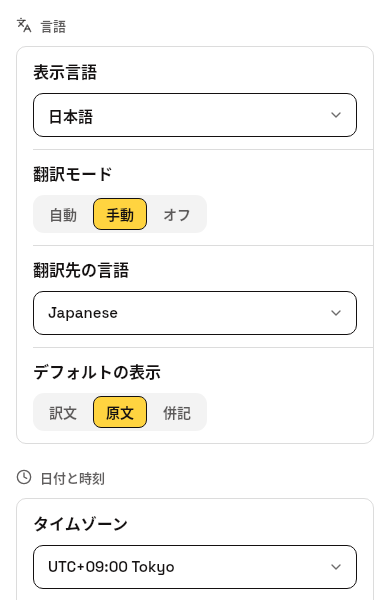 言語
表示言語
日本語
翻訳モード
自動 手動 オフ
翻訳先の言語
Japanese
デフォルトの表示
訳文 原文 併記
日付と時刻
タイムゾーン
UTC+09:00 Tokyo